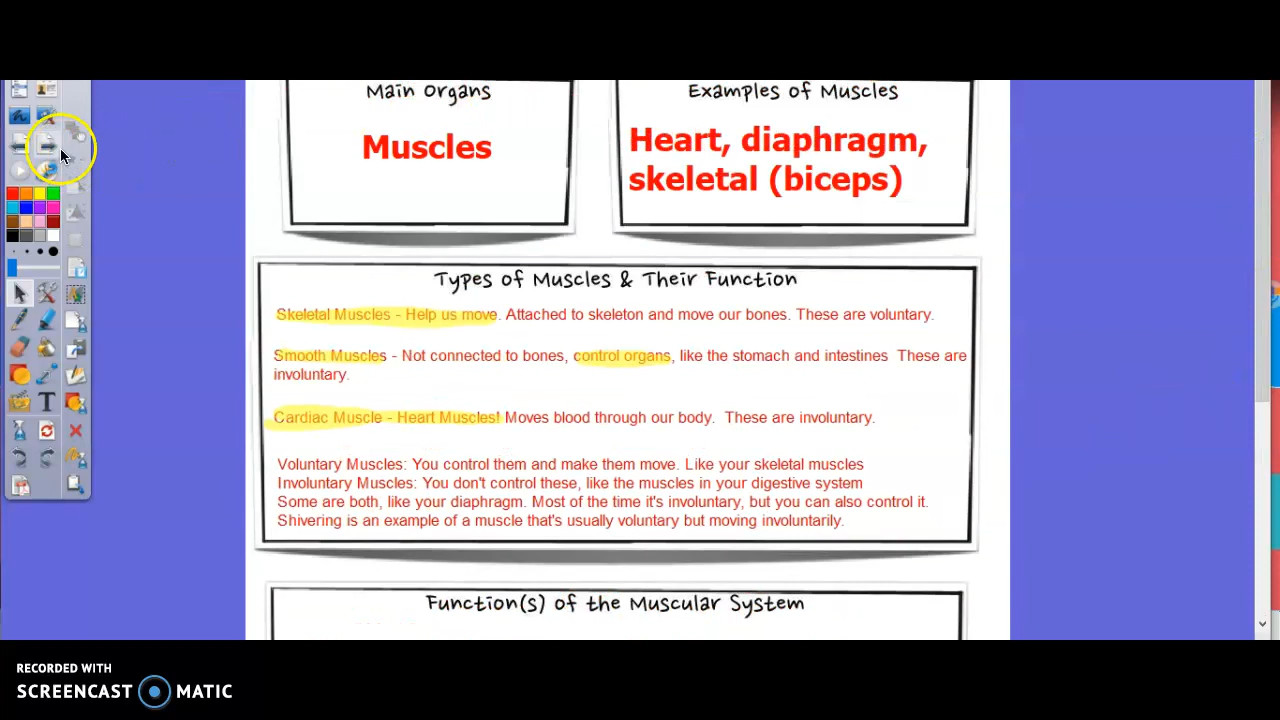 Main Organs
Muscles
Examples of Muscles
Heart, diaphragm,
skeletal (biceps)
Types of Muscles & Their Function
Skeletal Muscles - Help us move. Attached to skeleton and move our bones. These are voluntary.
Smooth Muscles - Not connected to bones, control organs, like the stomach and intestines  These are
involuntary.
Cardiac Muscle - Heart Muscles! Moves blood through our body.  These are involuntary.
Voluntary Muscles: You control them and make them move. Like your skeletal muscles
Involuntary Muscles: You don't control these, like the muscles in your digestive system
Some are both, like your diaphragm. Most of the time it's involuntary, but you can also control it.
Shivering is an example of a muscle that's usually voluntary but moving involuntarily.
Function(s) of the Muscular System
T
RECORDED WITH
SCREENCAST MATIC